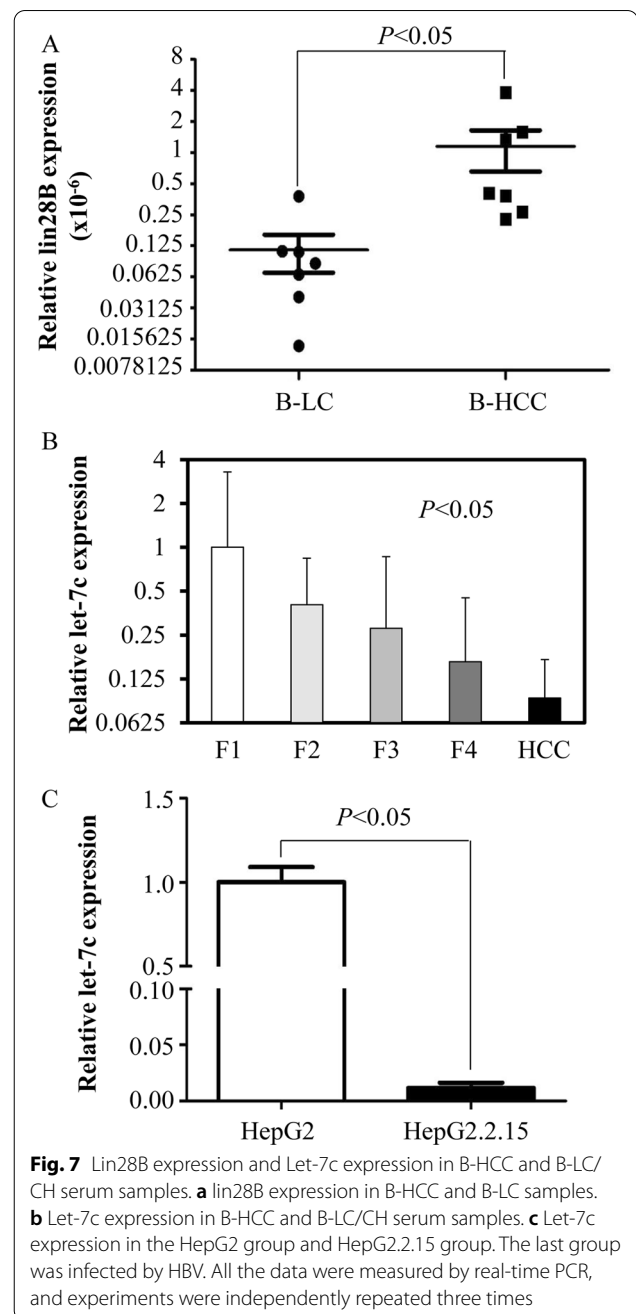 A
P<0.05
Relative lin28B expression
(x10⁻⁶)
8
4
2
1
0.5
0.25
0.125
0.0625
0.03125
0.015625
0.0078125
B-LC B-HCC
B
Relative let-7c expression
4
2
1
0.5
0.25
0.125
0.0625
P<0.05
F1 F2 F3 F4 HCC
C
Relative let-7c expression
1.5
1.0
0.5
0.10
0.05
0.00
P<0.05
HepG2 HepG2.2.15
Fig. 7 Lin28B expression and Let-7c expression in B-HCC and B-LC/
CH serum samples. a lin28B expression in B-HCC and B-LC samples.
b Let-7c expression in B-HCC and B-LC/CH serum samples. c Let-7c
expression in the HepG2 group and HepG2.2.15 group. The last group
was infected by HBV. All the data were measured by real-time PCR,
and experiments were independently repeated three times